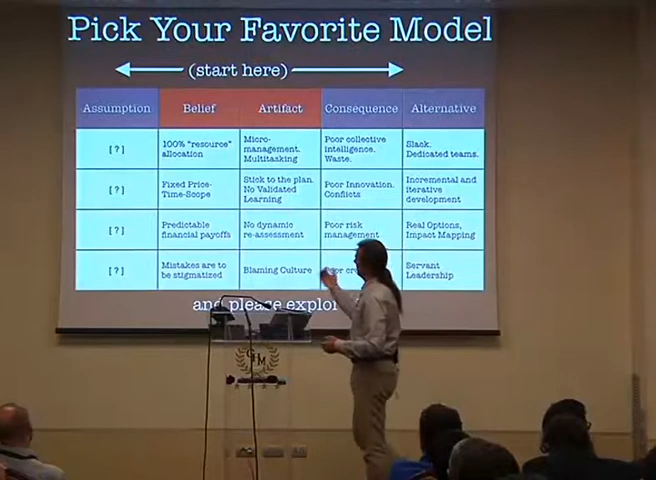 Pick Your Favorite Model
(start here)
Assumption Belief Artifact Consequence Alternative
[?] 100% "resource" allocation Micro-management. Multitasking Poor collective intelligence. Waste. Slack. Dedicated teams.
[?] Fixed Price-Time-Scope Stick to the plan. No Validated Learning Poor Innovation. Conflicts Incremental and iterative development
[?] Predictable financial payoffs No dynamic re-assessment Poor risk management Real Options, Impact Mapping
[?] Mistakes are to be stigmatized Blaming Culture Servant Leadership
and please explor